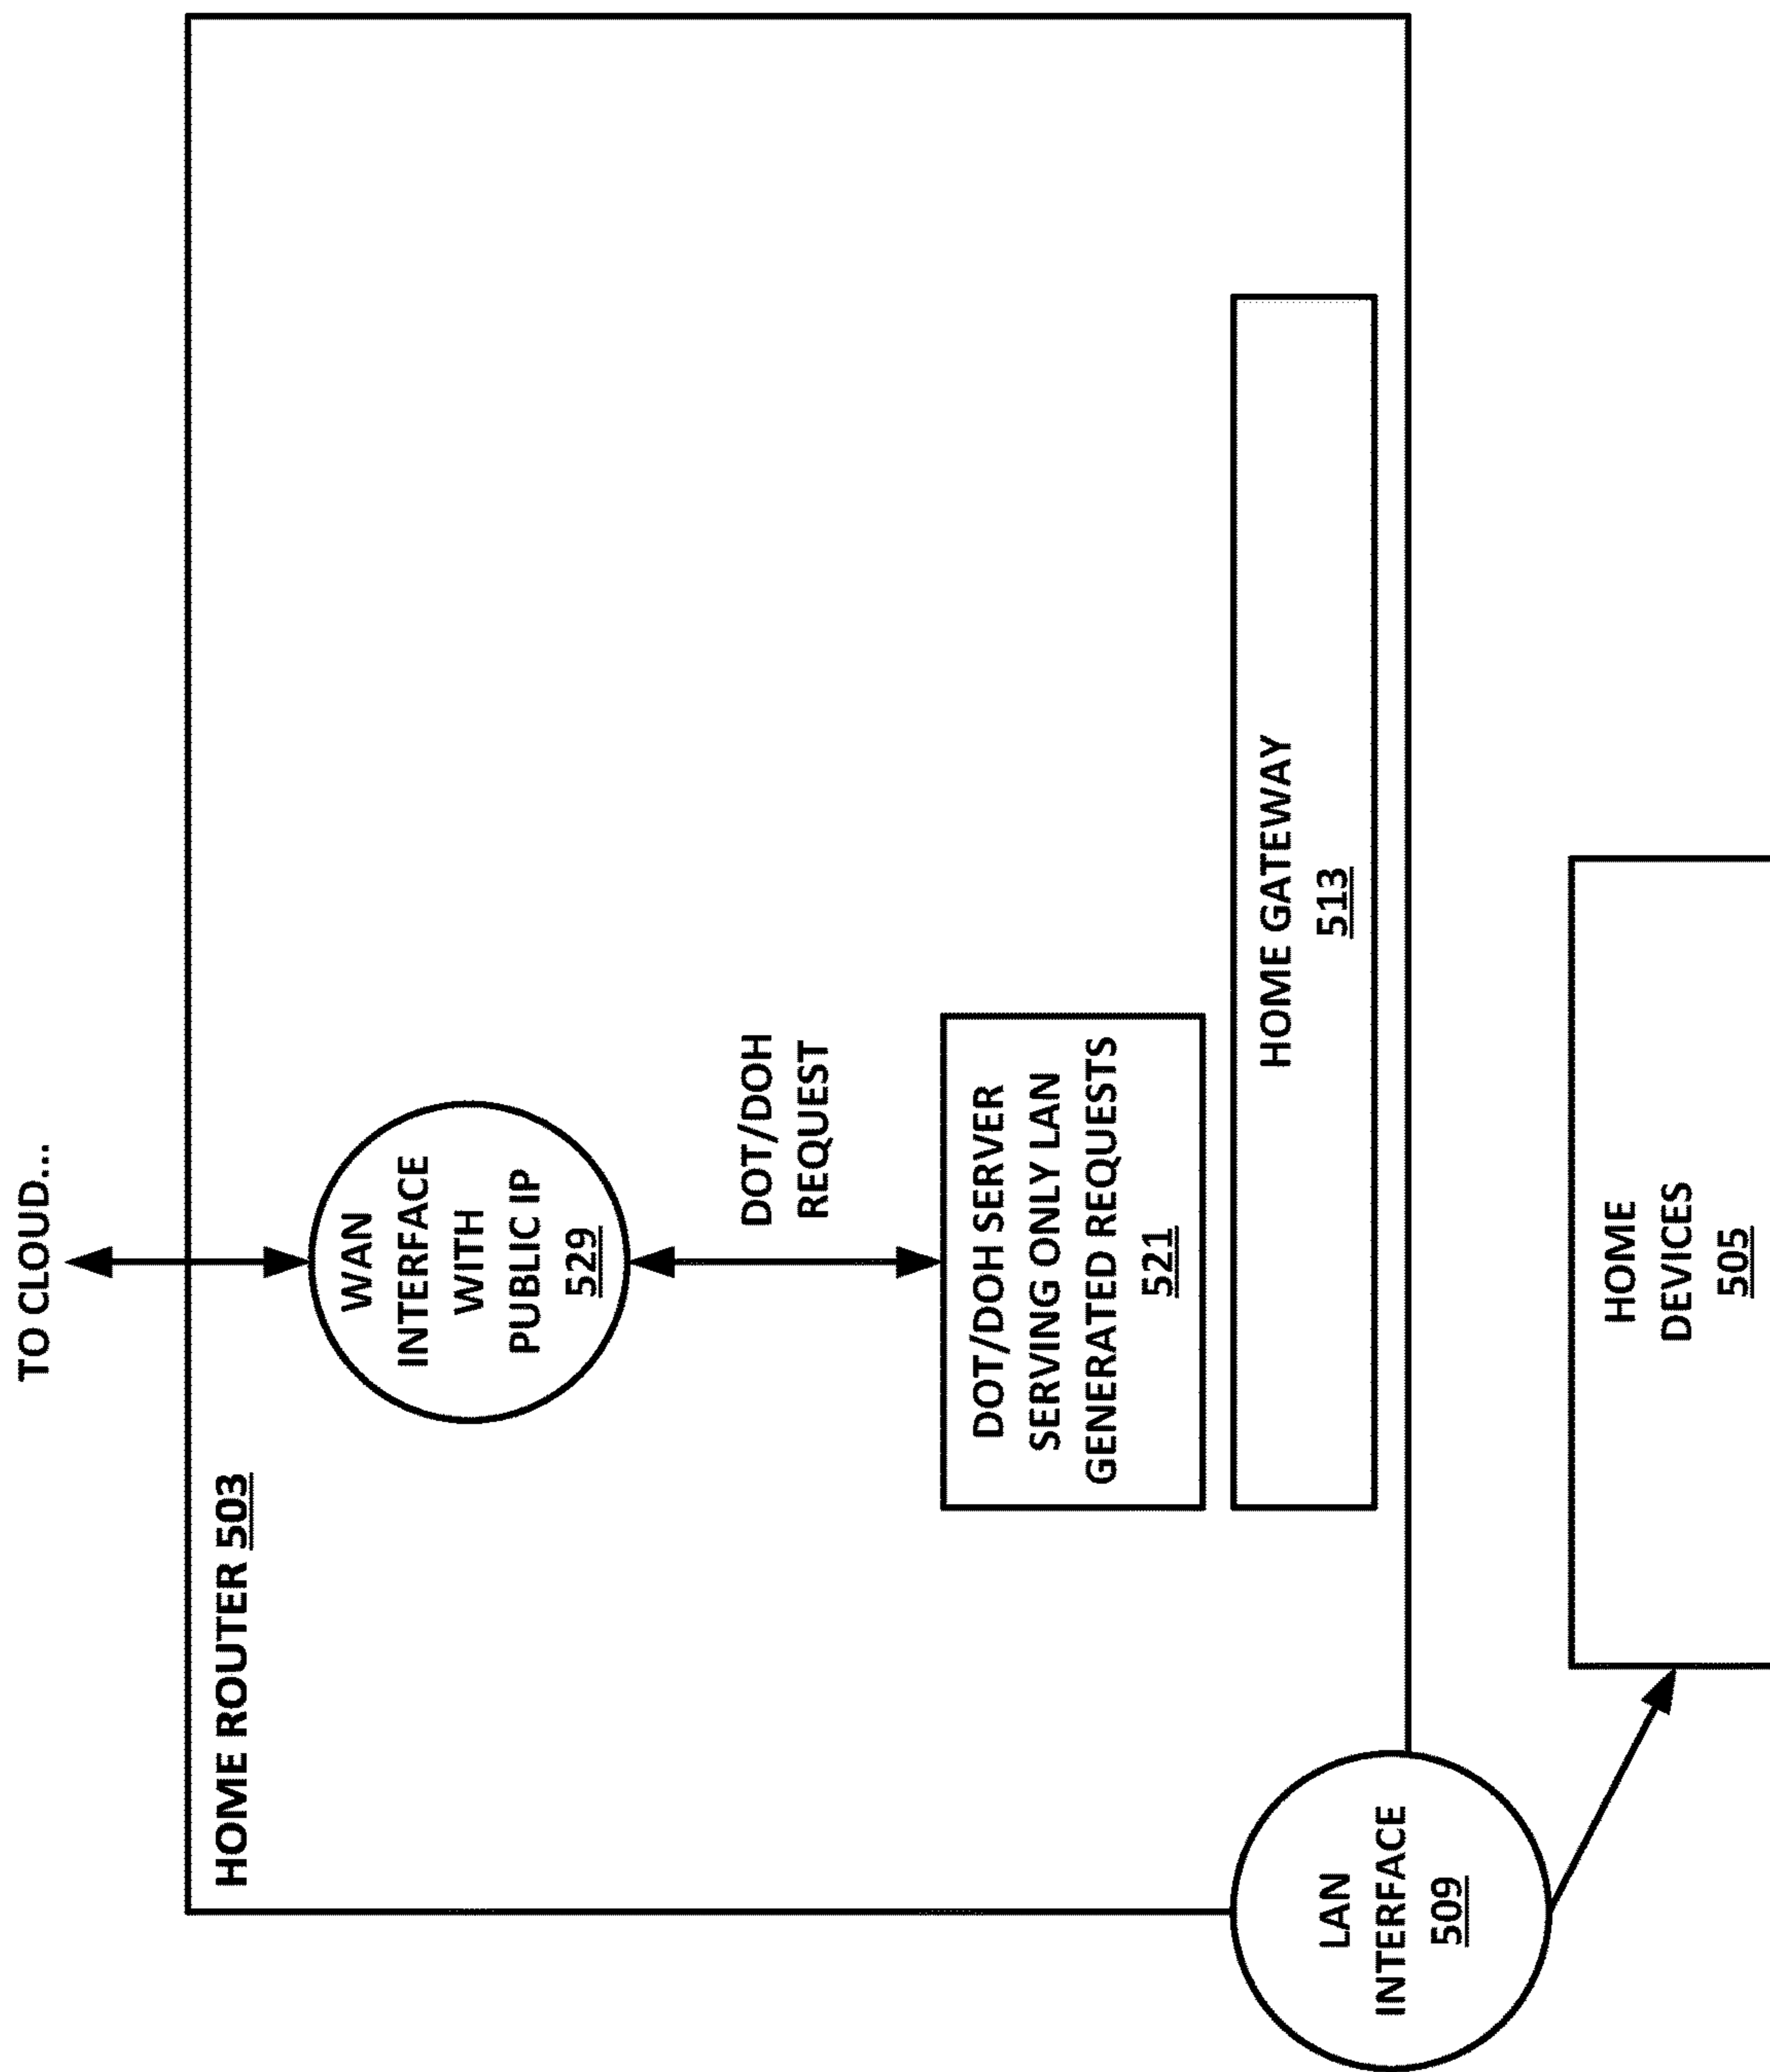 TO CLOUD...
HOME ROUTER 503
WAN
INTERFACE
WITH
PUBLIC IP
529
DOT/DOH
REQUEST
DOT/DOH SERVER
SERVING ONLY LAN
GENERATED REQUESTS
521
HOME GATEWAY
513
LAN
INTERFACE
509
HOME
DEVICES
505